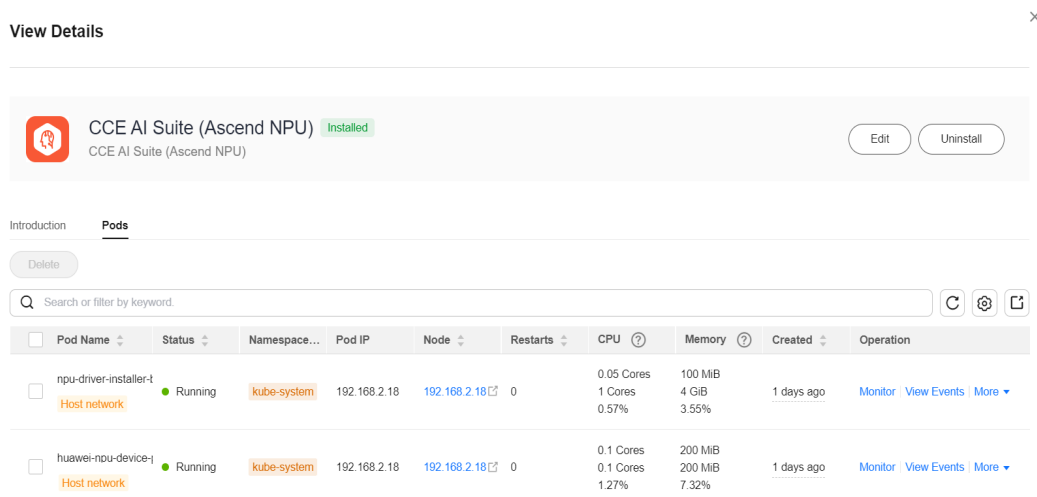 View Details
CCE AI Suite (Ascend NPU) Installed
CCE AI Suite (Ascend NPU)
Edit Uninstall
Introduction Pods
Delete
Search or filter by keyword.
Pod Name Status Namespace... Pod IP Node Restarts CPU Memory Created Operation
npu-driver-installer-
Host network
Running kube-system 192.168.2.18 192.168.2.18 0
0.05 Cores
1 Cores
0.57%
100 MiB
4 GiB
3.55%
1 days ago Monitor View Events More
huawei-npu-device-
Host network
Running kube-system 192.168.2.18 192.168.2.18 0
0.1 Cores
0.1 Cores
1.27%
200 MiB
200 MiB
7.32%
1 days ago Monitor View Events More